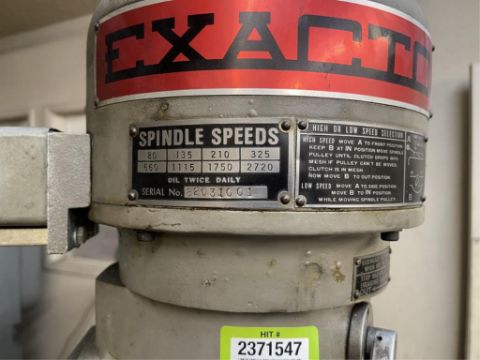 EXACTO
SPINDLE SPEEDS
80 135 210 325
660 1115 1750 2720
OIL TWICE DAILY
SERIAL No.
HIGH OR LOW SPEED SELECTION
HIGH SPEED MOVE A TO FRONT POSITION,
KEEP B AT IN POSITION MOVE SPINDLE
PULLEY UNTIL CLUTCH DROPS INTO
MESH IF PULLEY CAN'T BE MOVED,
CLUTCH IS IN MESH
NOW MOVE B TO OUT POSITION.
LOW SPEED MOVE A TO SIDE POSITION,
MOVE B TO IN POSITION
WHILE MOVING SPINDLE PULLEY
HIT #
2371547